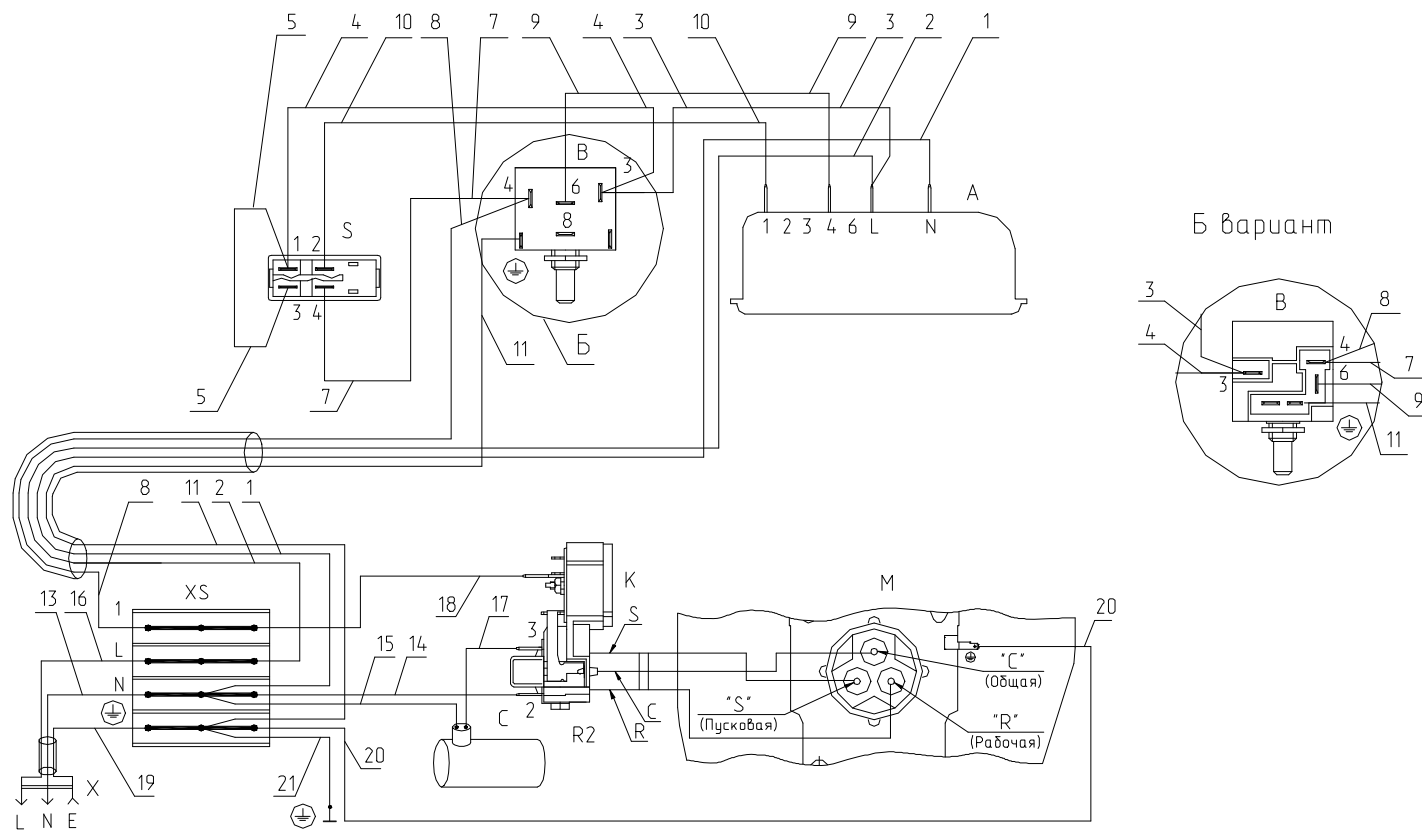 5 4 10 8 7 9 4 3 10 9 3 2 1
B
3
4 6
8
A
1 2 3 4 6 L N
S
1 2
3 4
Б
11
5 7
Б вариант
3
B
8
4
4
3
6
7
9
11
8 11 2 1
13 16
XS
1
L
N
18
17
15 14
K
3
S
M
20
"C"
(Общая)
"S"
(Пусковая)
"R"
(Рабочая)
C
2
R2
C
R
X
19
21
20
L N E